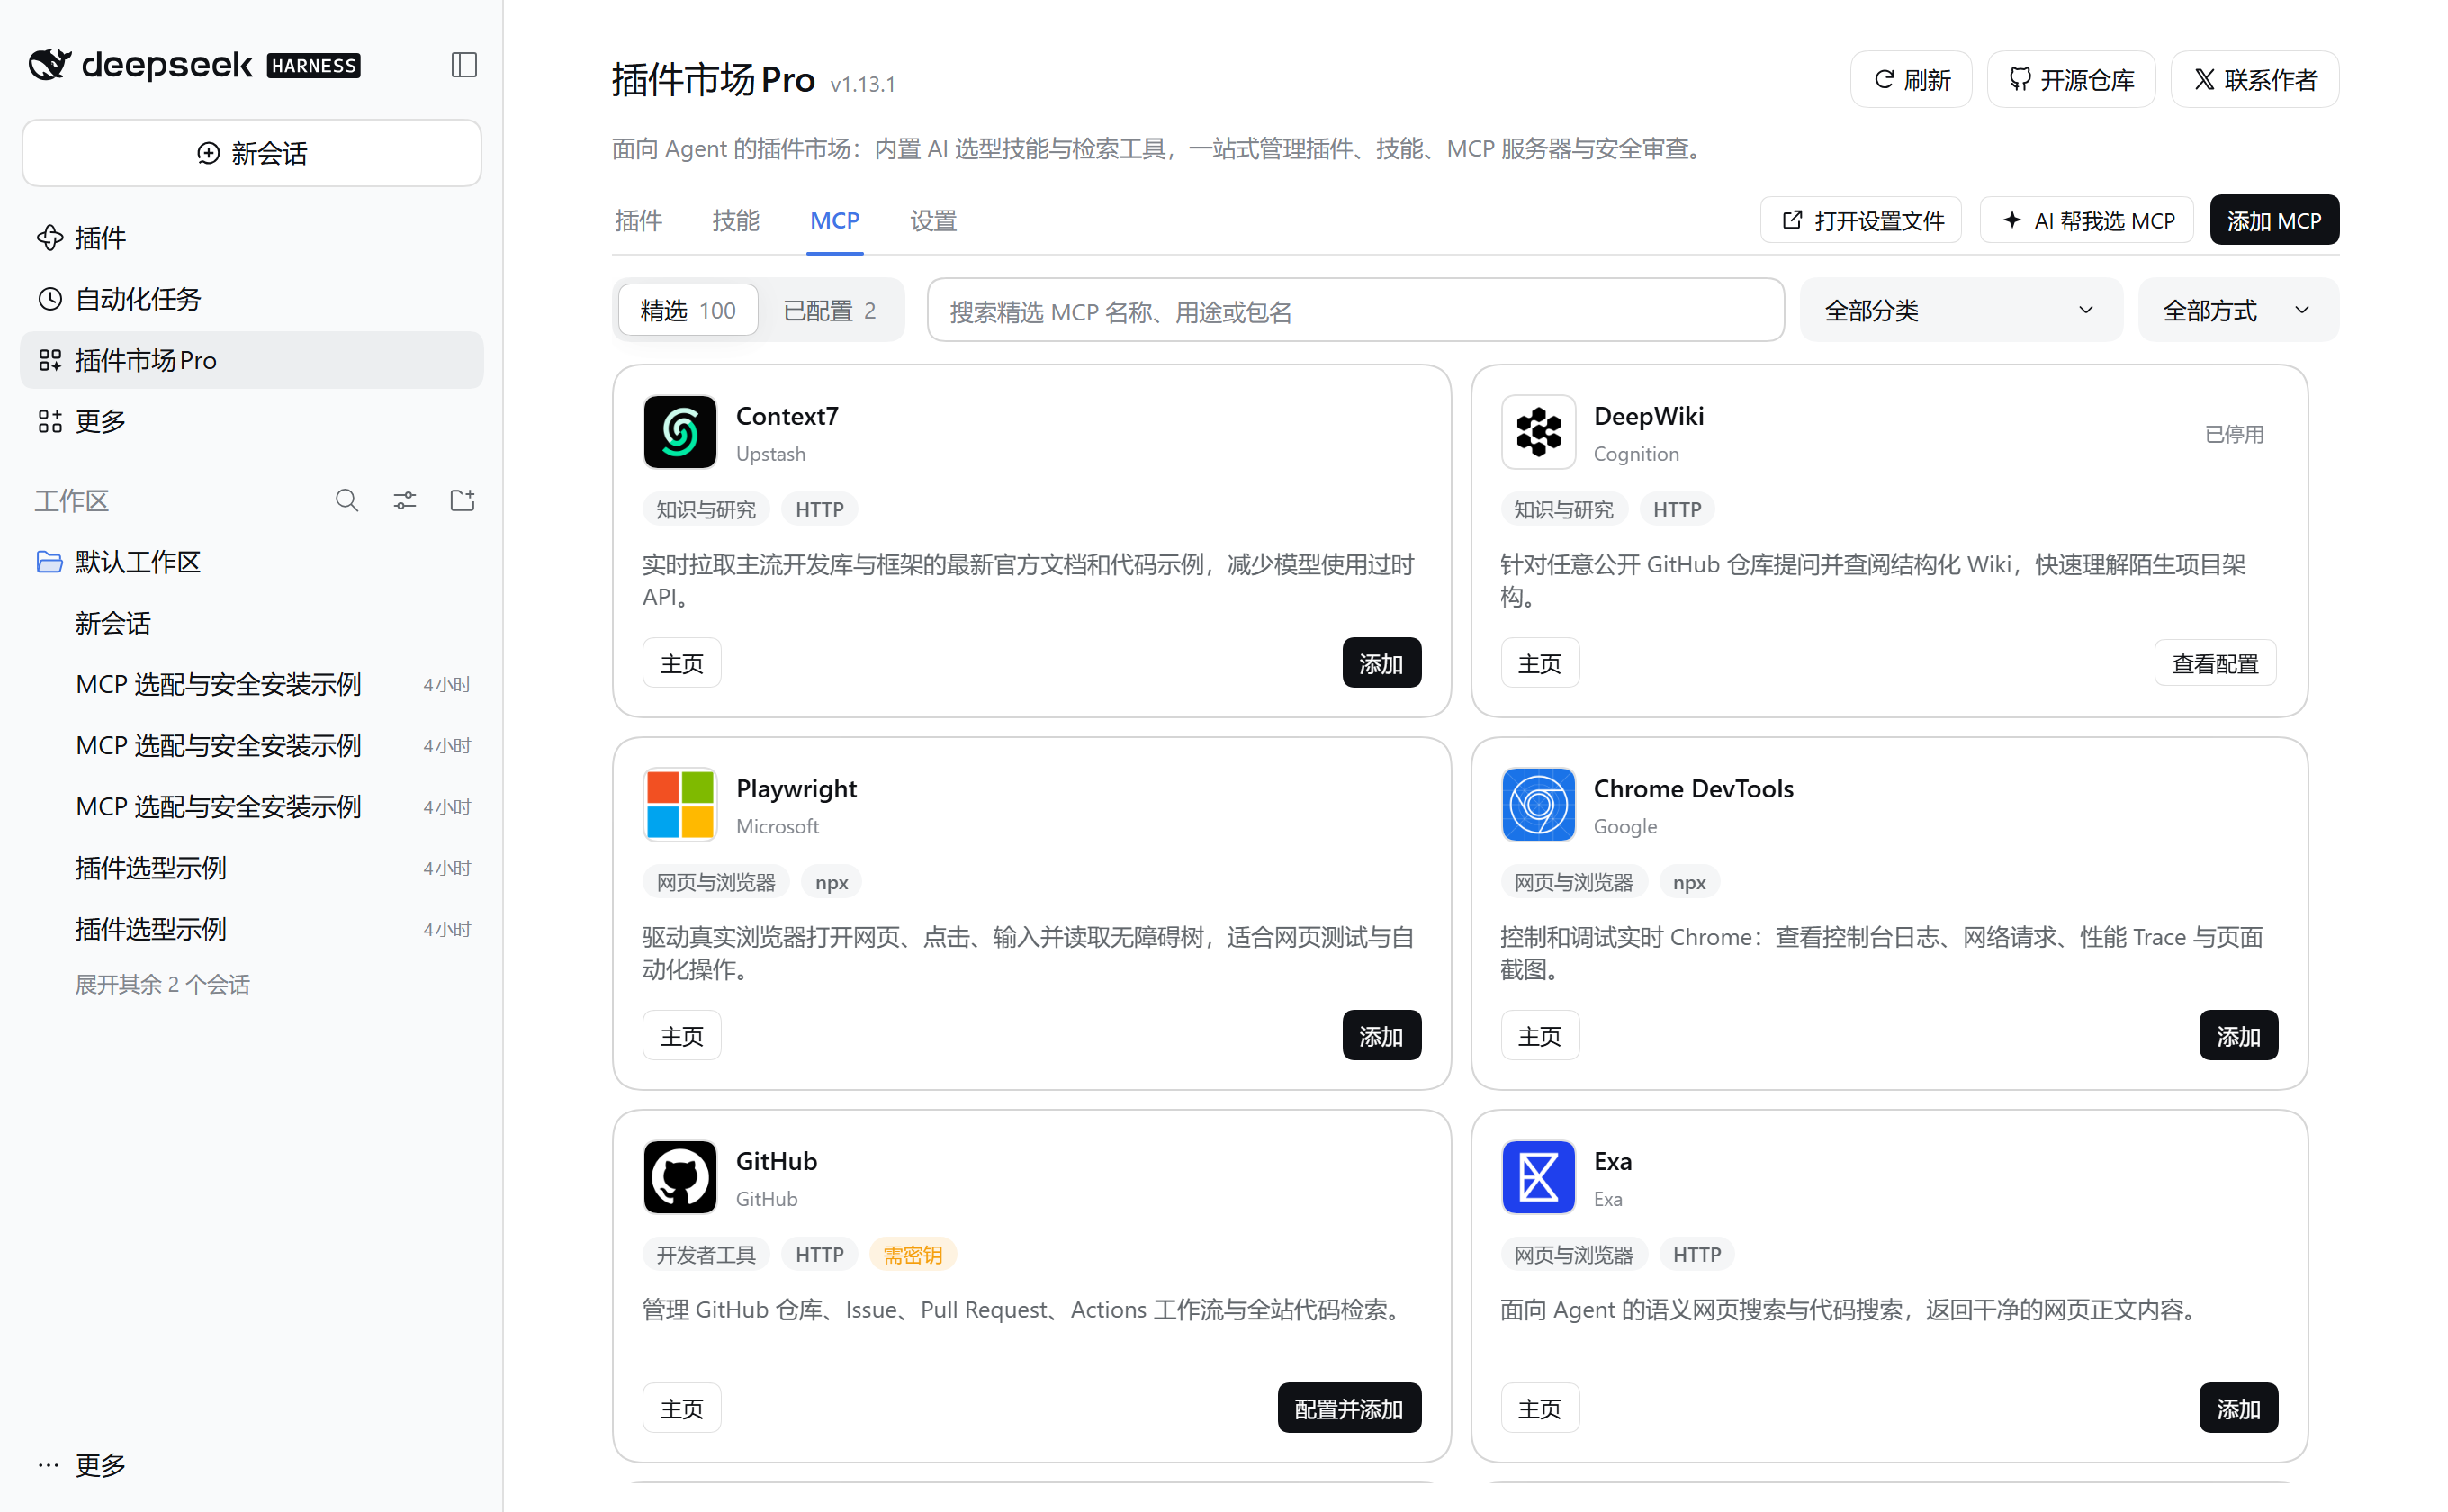 deepseek HARNESS
新会话
插件
自动化任务
插件市场Pro
更多
工作区
默认工作区
新会话
MCP 选配与安全安装示例 4小时
MCP 选配与安全安装示例 4小时
MCP 选配与安全安装示例 4小时
插件选型示例 4小时
插件选型示例 4小时
展开其余 2 个会话
更多
插件市场Pro v1.13.1
刷新
开源仓库
联系作者
面向 Agent 的插件市场：内置 AI 选型技能与检索工具，一站式管理插件、技能、MCP 服务器与安全审查。
插件 技能 MCP 设置
打开设置文件
AI 帮我选 MCP
添加 MCP
精选 100 已配置 2
搜索精选 MCP 名称、用途或包名
全部分类
全部方式
Context7
Upstash
知识与研究 HTTP
实时拉取主流开发库与框架的最新官方文档和代码示例，减少模型使用过时
API。
主页 添加
DeepWiki
Cognition
已停用
知识与研究 HTTP
针对任意公开 GitHub 仓库提问并查阅结构化 Wiki，快速理解陌生项目架
构。
主页 查看配置
Playwright
Microsoft
网页与浏览器 npx
驱动真实浏览器打开网页、点击、输入并读取无障碍树，适合网页测试与自
动化操作。
主页 添加
Chrome DevTools
Google
网页与浏览器 npx
控制和调试实时 Chrome：查看控制台日志、网络请求、性能 Trace 与页面
截图。
主页 添加
GitHub
GitHub
开发者工具 HTTP 需密钥
管理 GitHub 仓库、Issue、Pull Request、Actions 工作流与全站代码检索。
主页 配置并添加
Exa
Exa
网页与浏览器 HTTP
面向 Agent 的语义网页搜索与代码搜索，返回干净的网页正文内容。
主页 添加